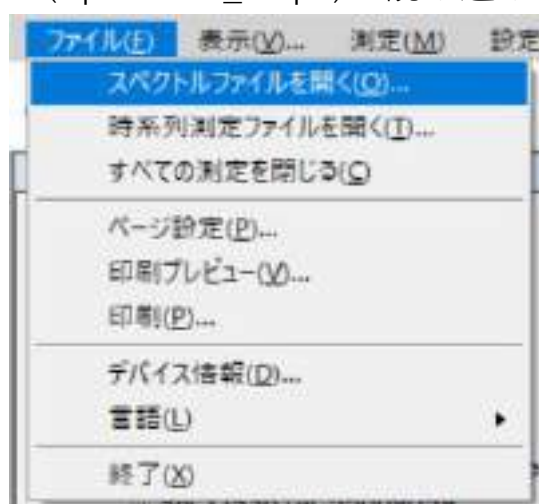 ファイル(F) 表示(V)... 測定(M) 設定
スペクトルファイルを開く(O)...
時系列測定ファイルを開く(T)...
すべての測定を閉じる(C)
ページ設定(P)...
印刷プレビュー(V)...
印刷(P)...
デバイス情報(D)...
言語(L)
終了(X)